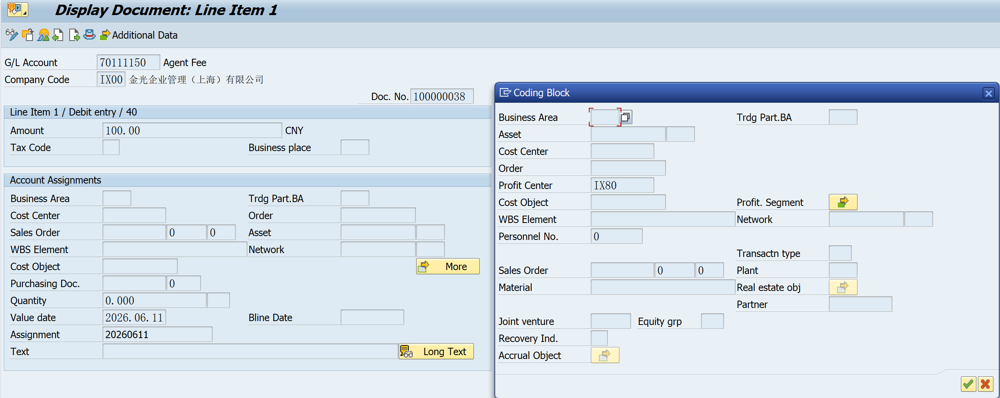 Display Document: Line Item 1
Additional Data
G/L Account 70111150 Agent Fee
Company Code IX00 金光企业管理（上海）有限公司
Doc. No. 100000038
Line Item 1 / Debit entry / 40
Amount 100.00 CNY
Tax Code Business place
Account Assignments
Business Area Trdg Part.BA
Cost Center Order
Sales Order 0 0 Asset
WBS Element Network
Cost Object More
Purchasing Doc. 0
Quantity 0.000
Value date 2026.06.11 Bline Date
Assignment 20260611
Text Long Text
Coding Block
Business Area Trdg Part.BA
Asset
Cost Center
Order
Profit Center IX80
Cost Object Profit. Segment
WBS Element Network
Personnel No. 0
Transactn type
Sales Order 0 0 Plant
Material Real estate obj
Partner
Joint venture Equity grp
Recovery Ind.
Accrual Object